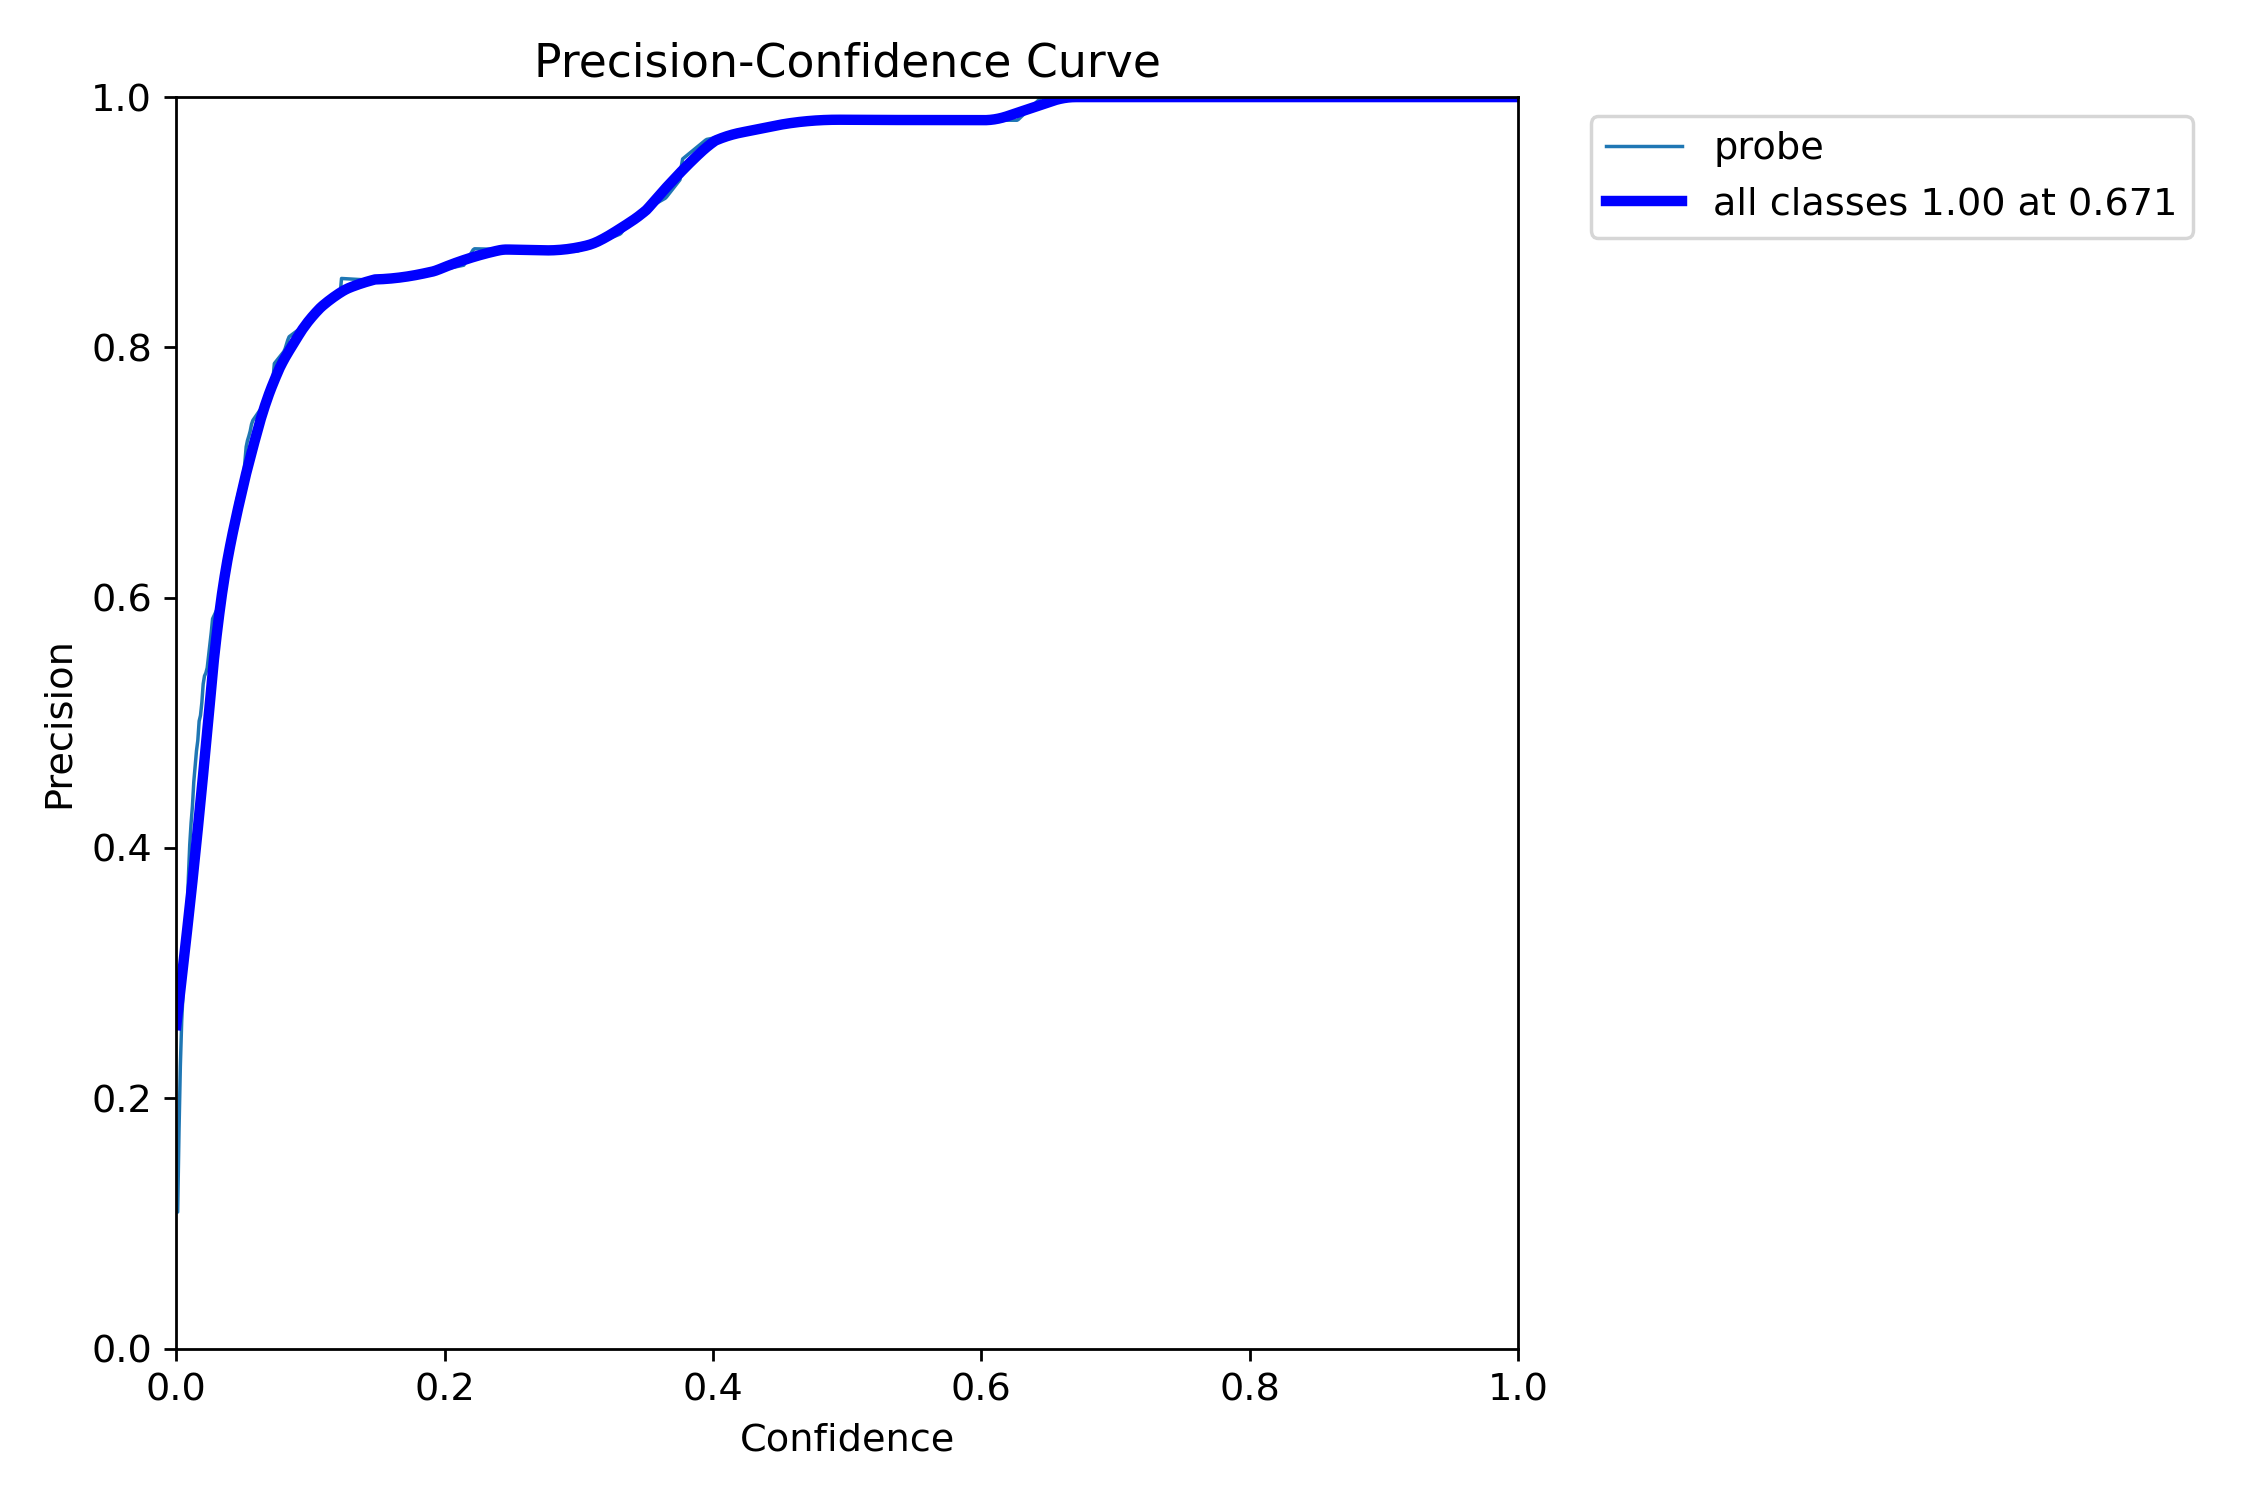 Precision-Confidence Curve
1.0
0.8
0.6
0.4
0.2
0.0
Precision
0.0 0.2 0.4 0.6 0.8 1.0
Confidence
probe
all classes 1.00 at 0.671